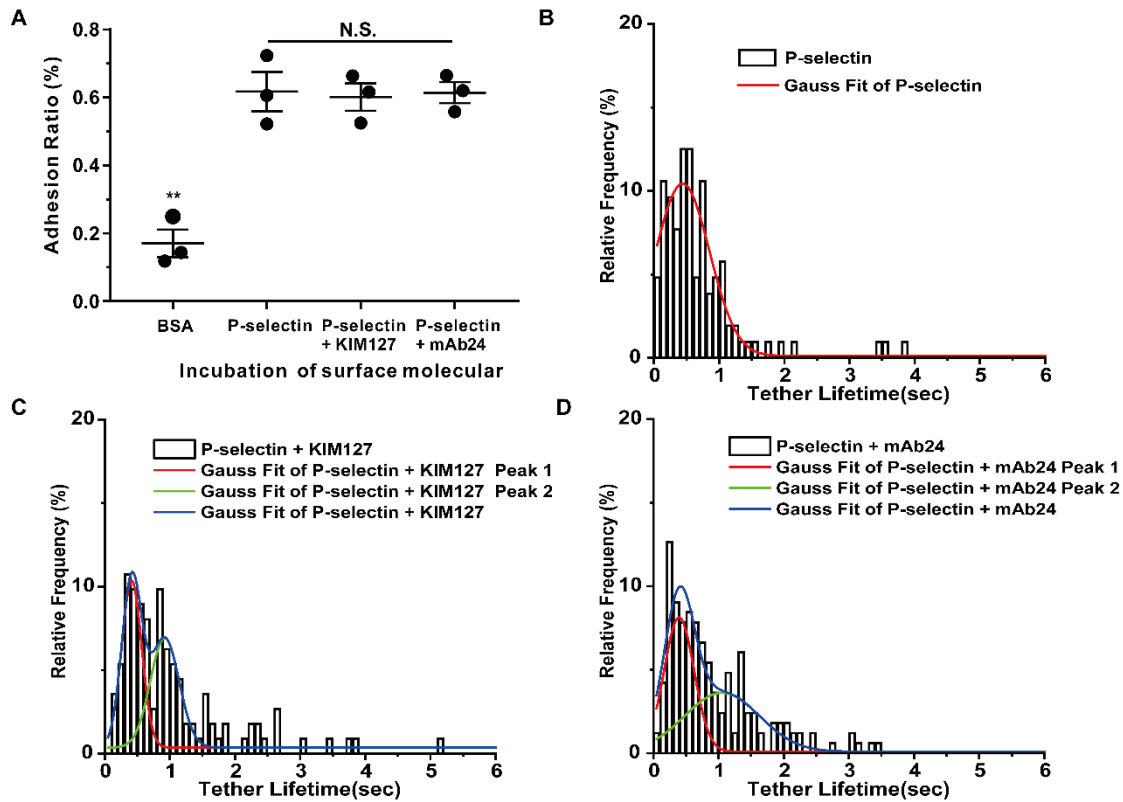 A
0.8
0.6
0.4
0.2
0.0
Adhesion Ratio (%)
N.S.
**
BSA
P-selectin
P-selectin
+ KIM127
P-selectin
+ mAb24
Incubation of surface molecular
B
20
10
0
Relative Frequency (%)
P-selectin
Gauss Fit of P-selectin
0 1 2 3 4 5 6
Tether Lifetime(sec)
C
20
10
0
Relative Frequency (%)
P-selectin + KIM127
Gauss Fit of P-selectin + KIM127 Peak 1
Gauss Fit of P-selectin + KIM127 Peak 2
Gauss Fit of P-selectin + KIM127
0 1 2 3 4 5 6
Tether Lifetime(sec)
D
20
10
0
Relative Frequency (%)
P-selectin + mAb24
Gauss Fit of P-selectin + mAb24 Peak 1
Gauss Fit of P-selectin + mAb24 Peak 2
Gauss Fit of P-selectin + mAb24
0 1 2 3 4 5 6
Tether Lifetime(sec)